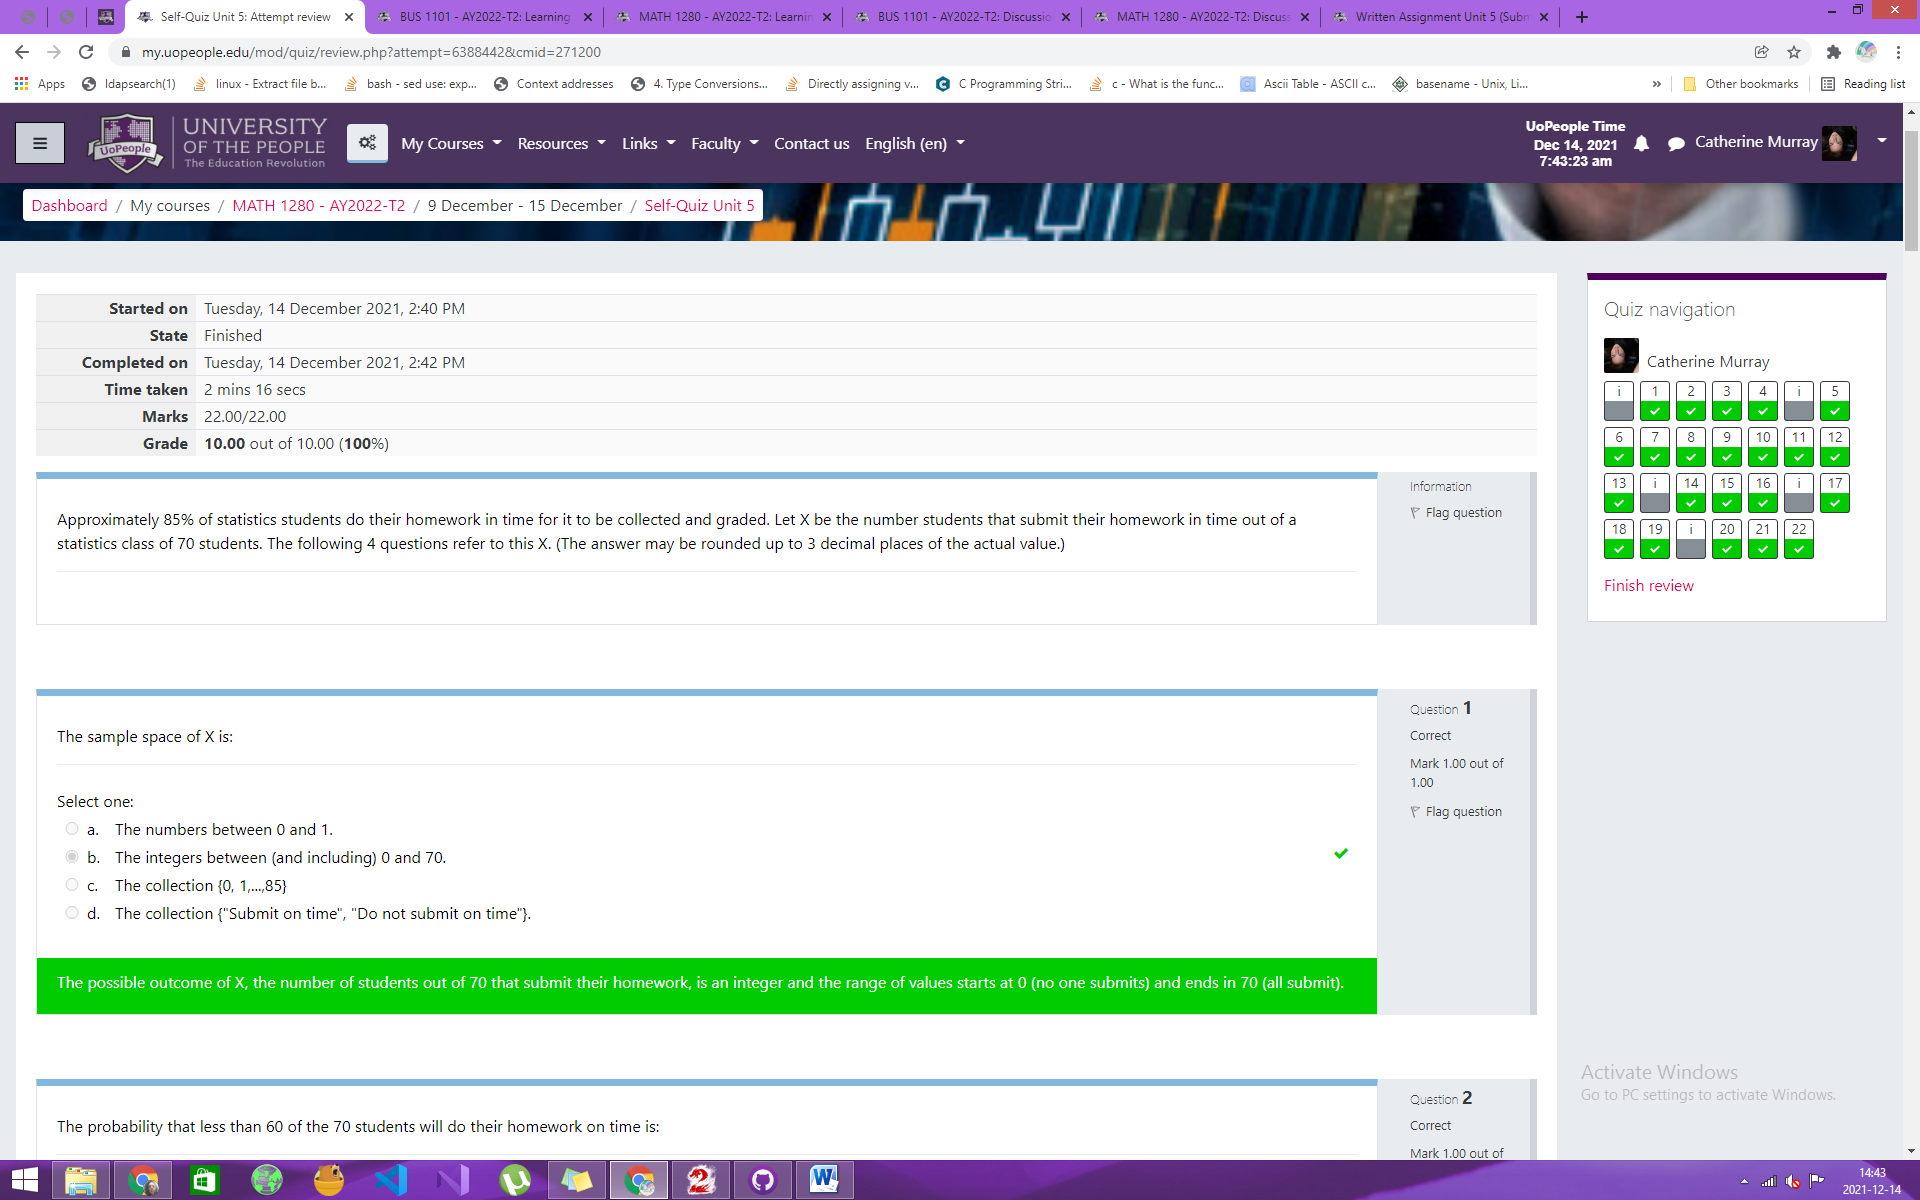 Self-Quiz Unit 5: Attempt review
BUS 1101 - AY2022-T2: Learning
MATH 1280 - AY2022-T2: Learnin
BUS 1101 - AY2022-T2: Discussio
MATH 1280 - AY2022-T2: Discuss
Written Assignment Unit 5 (Subm
my.uopeople.edu/mod/quiz/review.php?attempt=6388442&cmid=271200
Apps
ldapsearch(1)
linux - Extract file b...
bash - sed use: exp...
Context addresses
4. Type Conversions...
Directly assigning v...
C Programming Stri...
c - What is the func...
Ascii Table - ASCII c...
basename - Unix, Li...
»
Other bookmarks
Reading list
UoPeople
UNIVERSITY
OF THE PEOPLE
The Education Revolution
My Courses
Resources
Links
Faculty
Contact us
English (en)
UoPeople Time
Dec 14, 2021
7:43:23 am
Catherine Murray
Dashboard / My courses / MATH 1280 - AY2022-T2 / 9 December - 15 December / Self-Quiz Unit 5
Started on Tuesday, 14 December 2021, 2:40 PM
State Finished
Completed on Tuesday, 14 December 2021, 2:42 PM
Time taken 2 mins 16 secs
Marks 22.00/22.00
Grade 10.00 out of 10.00 (100%)
Quiz navigation
Catherine Murray
i 1 2 3 4 i 5
6 7 8 9 10 11 12
13 i 14 15 16 i 17
18 19 i 20 21 22
Finish review
Information
Flag question
Approximately 85% of statistics students do their homework in time for it to be collected and graded. Let X be the number students that submit their homework in time out of a
statistics class of 70 students. The following 4 questions refer to this X. (The answer may be rounded up to 3 decimal places of the actual value.)
Question 1
Correct
Mark 1.00 out of
1.00
Flag question
The sample space of X is:
Select one:
a. The numbers between 0 and 1.
b. The integers between (and including) 0 and 70.
c. The collection {0, 1,...,85}
d. The collection {"Submit on time", "Do not submit on time"}.
The possible outcome of X, the number of students out of 70 that submit their homework, is an integer and the range of values starts at 0 (no one submits) and ends in 70 (all submit).
Question 2
Correct
Mark 1.00 out of
The probability that less than 60 of the 70 students will do their homework on time is:
Activate Windows
Go to PC settings to activate Windows.
14:43
2021-12-14